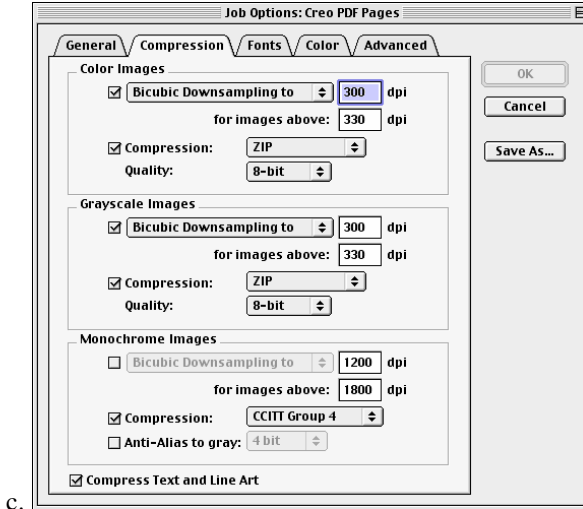 Job Options: Creo PDF Pages
General Compression Fonts Color Advanced
Color Images
Bicubic Downsampling to 300 dpi
for images above: 330 dpi
Compression: ZIP
Quality: 8-bit
Grayscale Images
Bicubic Downsampling to 300 dpi
for images above: 330 dpi
Compression: ZIP
Quality: 8-bit
Monochrome Images
Bicubic Downsampling to 1200 dpi
for images above: 1800 dpi
Compression: CCITT Group 4
Anti-Alias to gray: 4 bit
Compress Text and Line Art
OK
Cancel
Save As...
c.